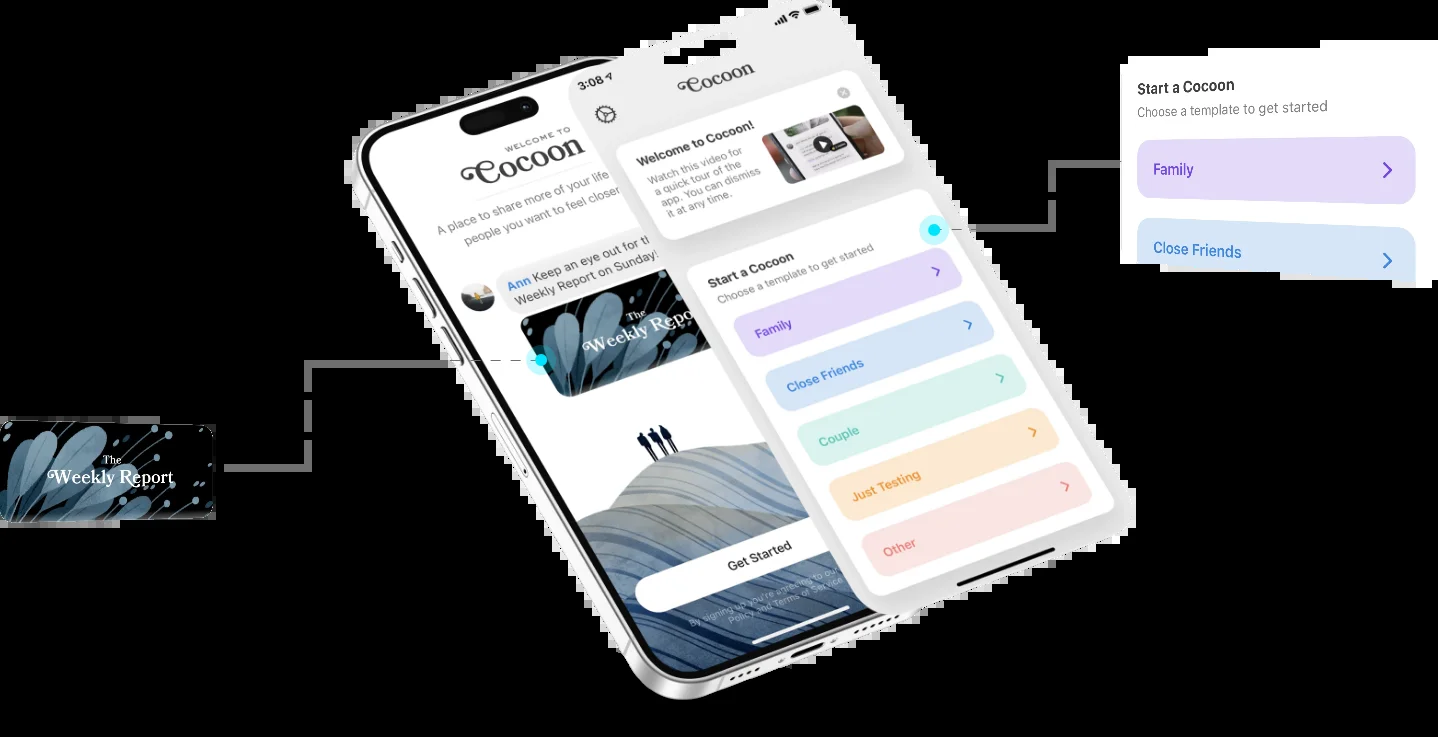 WELCOME TO
Cocoon
A place to share more of your life
people you want to feel closer
Ann Keep an eye out for th
Weekly Report on Sunday!
The
Weekly Repo
Get Started
By signing up you're agreeing to our
Policy and Terms of Service
3:08
Cocoon
Welcome to Cocoon!
Watch this video for
a quick tour of the
app. You can dismiss
it at any time.
Start a Cocoon
Choose a template to get started
Family
Close Friends
Couple
Just Testing
Other
Start a Cocoon
Choose a template to get started
Family
Close Friends
The
Weekly Report